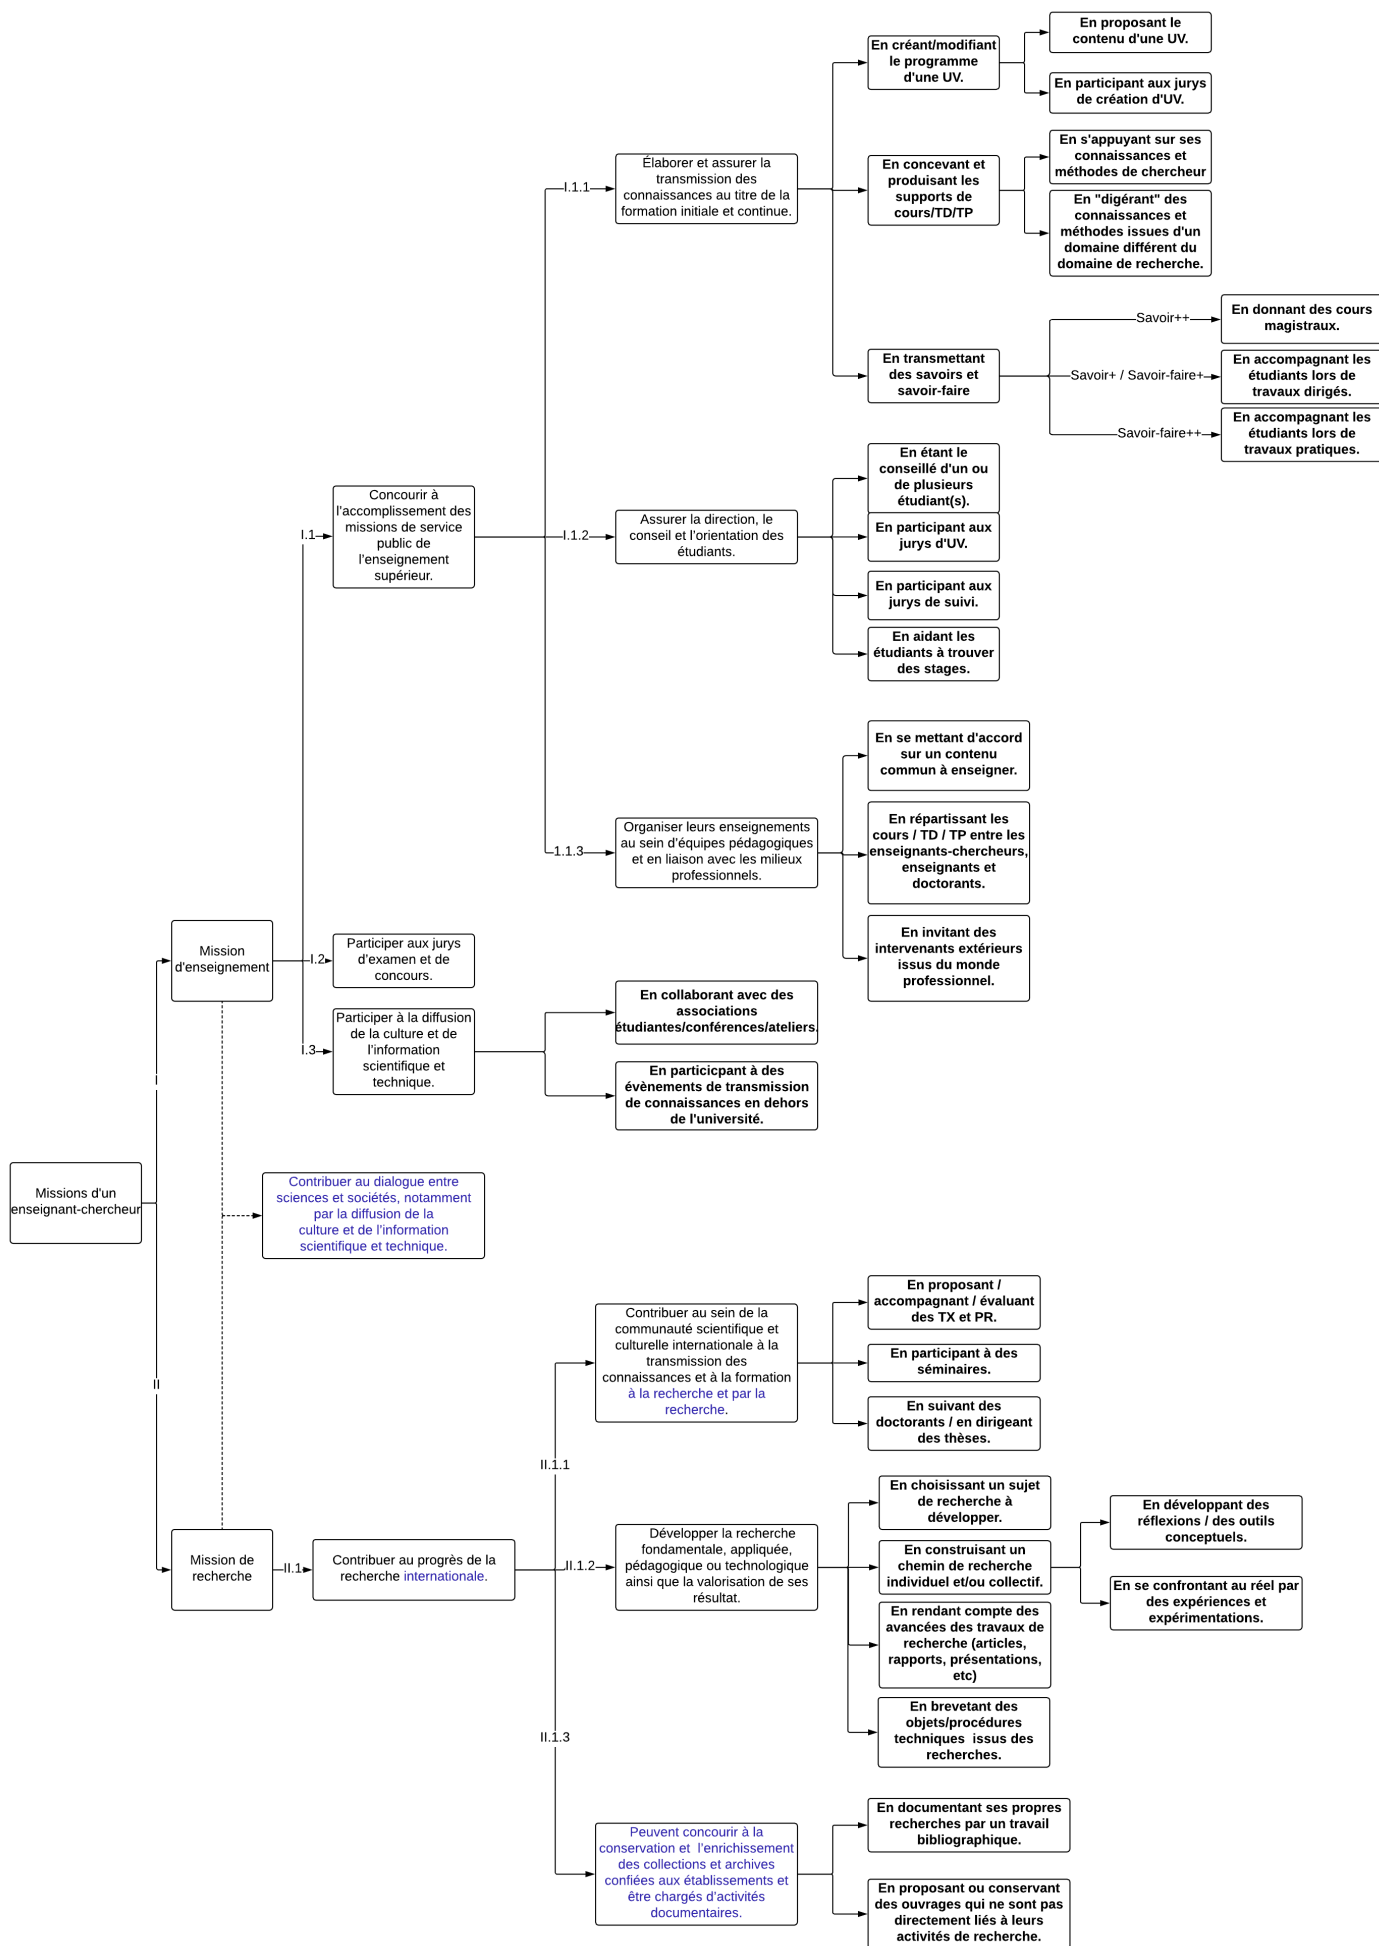 En proposant le
contenu d'une UV.
En créant/modifiant
le programme
d'une UV.
En participant aux jurys
de création d'UV.
En s'appuyant sur ses
connaissances et
méthodes de chercheur
Élaborer et assurer la
transmission des
connaissances au titre de la
formation initiale et continue.
I.1.1
En concevant et
produisant les
supports de
cours/TD/TP
En "digérant" des
connaissances et
méthodes issues d'un
domaine différent du
domaine de recherche.
Savoir++
En donnant des cours
magistraux.
En transmettant
des savoirs et
savoir-faire
Savoir+ / Savoir-faire+
En accompagnant les
étudiants lors de
travaux dirigés.
Savoir-faire++
En accompagnant les
étudiants lors de
travaux pratiques.
En étant le
conseillé d'un ou
de plusieurs
étudiant(s).
I.1
Concourir à
l'accomplissement des
missions de service
public de
l'enseignement
supérieur.
I.1.2
Assurer la direction, le
conseil et l'orientation des
étudiants.
En participant aux
jurys d'UV.
En participant aux
jurys de suivi.
En aidant les
étudiants à trouver
des stages.
En se mettant d'accord
sur un contenu
commun à enseigner.
1.1.3
Organiser leurs enseignements
au sein d'équipes pédagogiques
et en liaison avec les milieux
professionnels.
En répartissant les
cours / TD / TP entre les
enseignants-chercheurs,
enseignants et
doctorants.
En invitant des
intervenants extérieurs
issus du monde
professionnel.
Mission
d'enseignement
I.2
Participer aux jurys
d'examen et de
concours.
I.3
Participer à la diffusion
de la culture et de
l'information
scientifique et
technique.
En collaborant avec des
associations
étudiantes/conférences/ateliers.
En particpant à des
évènements de transmission
de connaissances en dehors
de l'université.
I
Missions d'un
enseignant-chercheur
Contribuer au dialogue entre
sciences et sociétés, notamment
par la diffusion de la
culture et de l'information
scientifique et technique.
II
Contribuer au sein de la
communauté scientifique et
culturelle internationale à la
transmission des
connaissances et à la formation
à la recherche et par la
recherche.
En proposant /
accompagnant / évaluant
des TX et PR.
En participant à des
séminaires.
En suivant des
doctorants / en dirigeant
des thèses.
II.1.1
Mission de
recherche
II.1
Contribuer au progrès de la
recherche internationale.
II.1.2
Développer la recherche
fondamentale, appliquée,
pédagogique ou technologique
ainsi que la valorisation de ses
résultat.
En choisissant un sujet
de recherche à
développer.
En construisant un
chemin de recherche
individuel et/ou collectif.
En développant des
réflexions / des outils
conceptuels.
En se confrontant au réel par
des expériences et
expérimentations.
En rendant compte des
avancées des travaux de
recherche (articles,
rapports, présentations,
etc)
En brevetant des
objets/procédures
techniques issus des
recherches.
II.1.3
Peuvent concourir à la
conservation et l'enrichissement
des collections et archives
confiées aux établissements et
être chargés d'activités
documentaires.
En documentant ses propres
recherches par un travail
bibliographique.
En proposant ou conservant
des ouvrages qui ne sont pas
directement liés à leurs
activités de recherche.